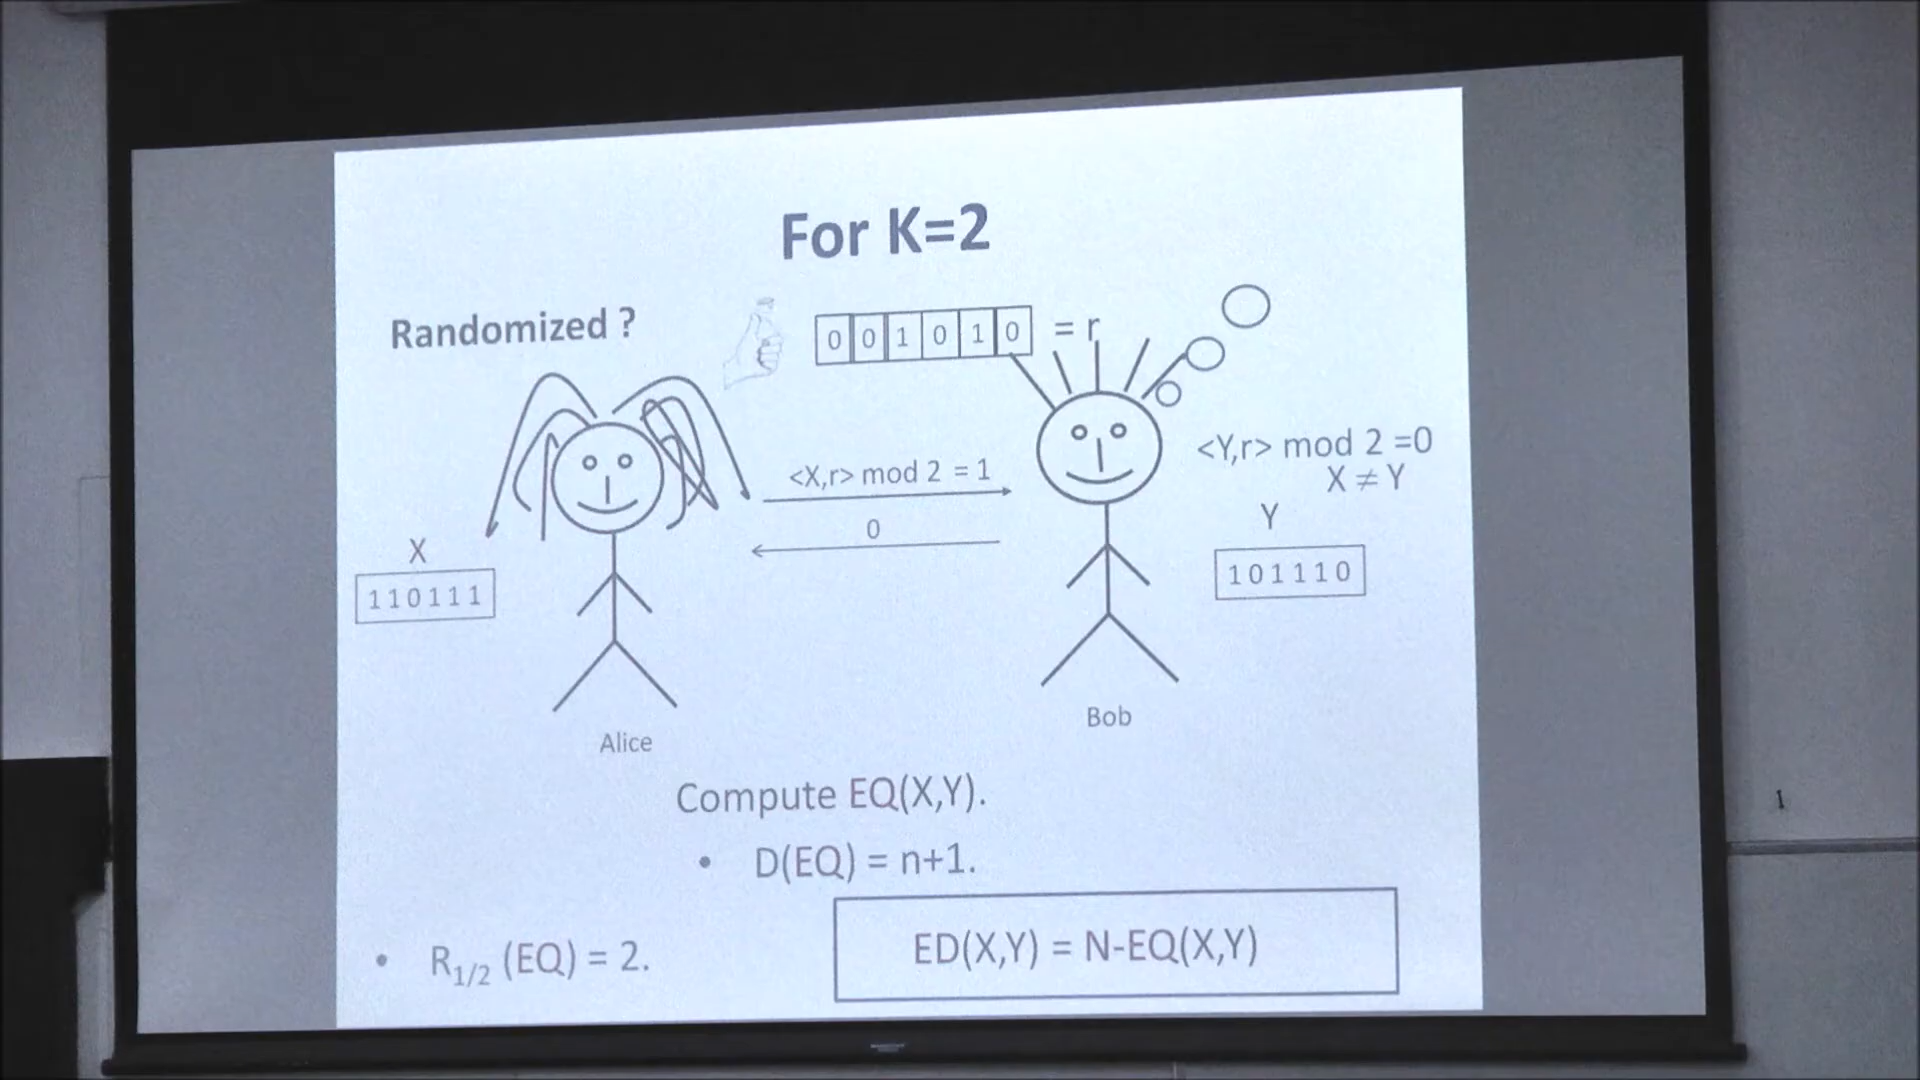 For K=2
Randomized ?
0 0 1 0 1 0 = r
<X,r> mod 2 = 1
0
<Y,r> mod 2 =0
X ≠ Y
X
110111
Y
101110
Alice
Bob
Compute EQ(X,Y).
• D(EQ) = n+1.
• R1/2 (EQ) = 2.
ED(X,Y) = N-EQ(X,Y)